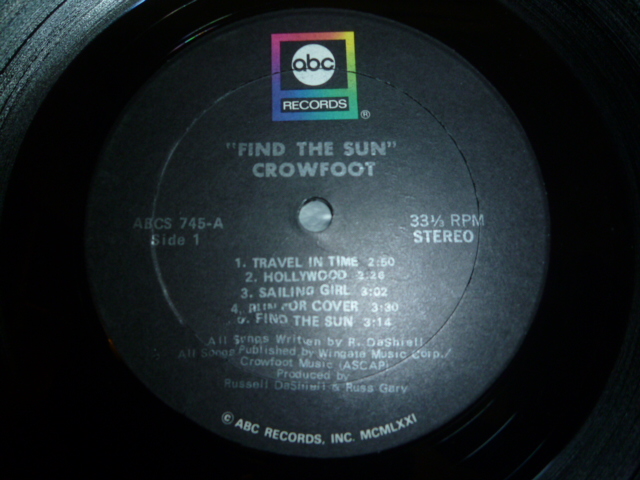 abc
RECORDS
®
"FIND THE SUN"
CROWFOOT
ABCS 745-A
Side 1
33⅓ RPM
STEREO
1. TRAVEL IN TIME 2:50
2. HOLLYWOOD 3:26
3. SAILING GIRL 3:02
4. RUN FOR COVER 3:30
5. FIND THE SUN 3:14
All Songs Written by R. DaShiell
All Songs Published by Wingate Music Corp./
Crowfoot Music (ASCAP)
Produced by
Russell DaShiell & Russ Gary
© ABC RECORDS, INC. MCMLXXI